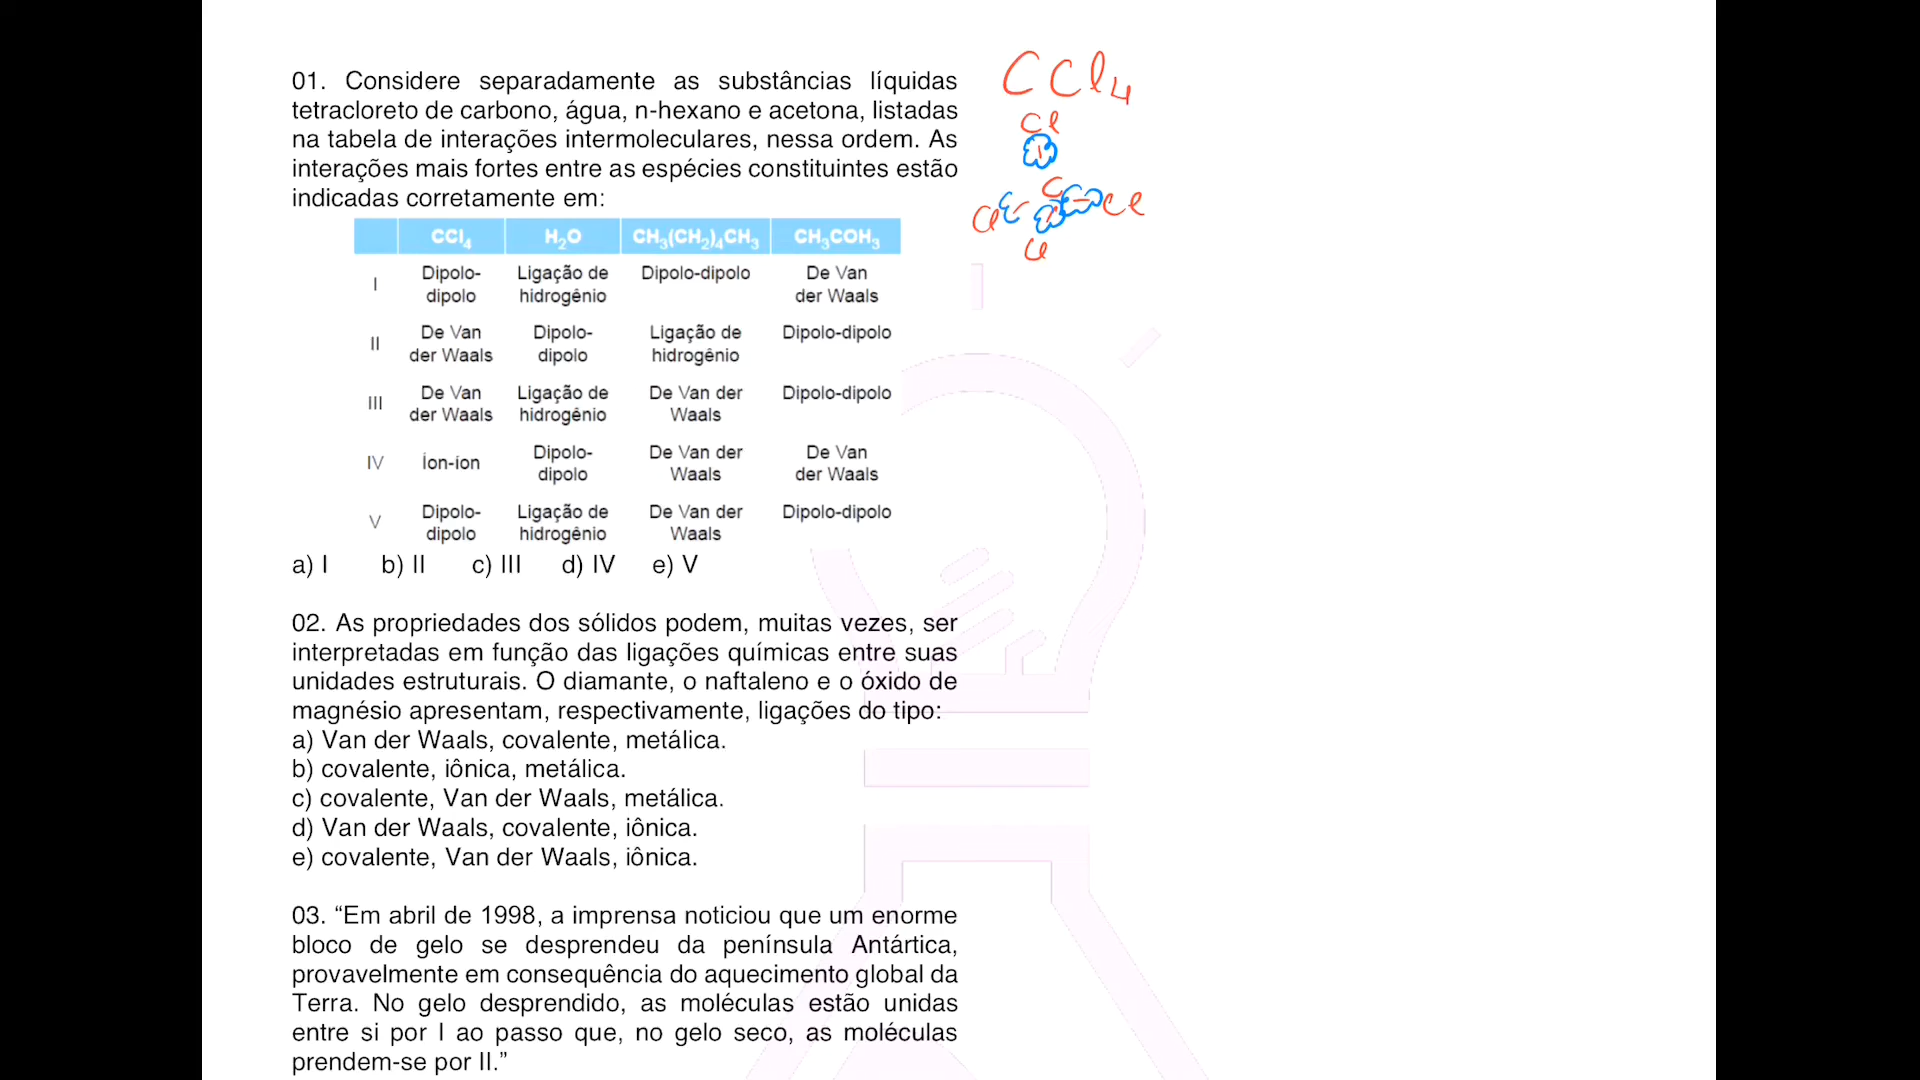 01. Considere separadamente as substâncias líquidas
tetracloreto de carbono, água, n-hexano e acetona, listadas
na tabela de interações intermoleculares, nessa ordem. As
interações mais fortes entre as espécies constituintes estão
indicadas corretamente em:
CCl₄ H₂O CH₃(CH₂)₄CH₃ CH₃COH₃
I Dipolo-dipolo Ligação de hidrogênio Dipolo-dipolo De Van der Waals
II De Van der Waals Dipolo-dipolo Ligação de hidrogênio Dipolo-dipolo
III De Van der Waals Ligação de hidrogênio De Van der Waals Dipolo-dipolo
IV Íon-íon Dipolo-dipolo De Van der Waals De Van der Waals
V Dipolo-dipolo Ligação de hidrogênio De Van der Waals Dipolo-dipolo
a) I b) II c) III d) IV e) V
02. As propriedades dos sólidos podem, muitas vezes, ser
interpretadas em função das ligações químicas entre suas
unidades estruturais. O diamante, o naftaleno e o óxido de
magnésio apresentam, respectivamente, ligações do tipo:
a) Van der Waals, covalente, metálica.
b) covalente, iônica, metálica.
c) covalente, Van der Waals, metálica.
d) Van der Waals, covalente, iônica.
e) covalente, Van der Waals, iônica.
03. “Em abril de 1998, a imprensa noticiou que um enorme
bloco de gelo se desprendeu da península Antártica,
provavelmente em consequência do aquecimento global da
Terra. No gelo desprendido, as moléculas estão unidas
entre si por I ao passo que, no gelo seco, as moléculas
prendem-se por II.”
CCl4
Cl
C
Cl Cl
Cl